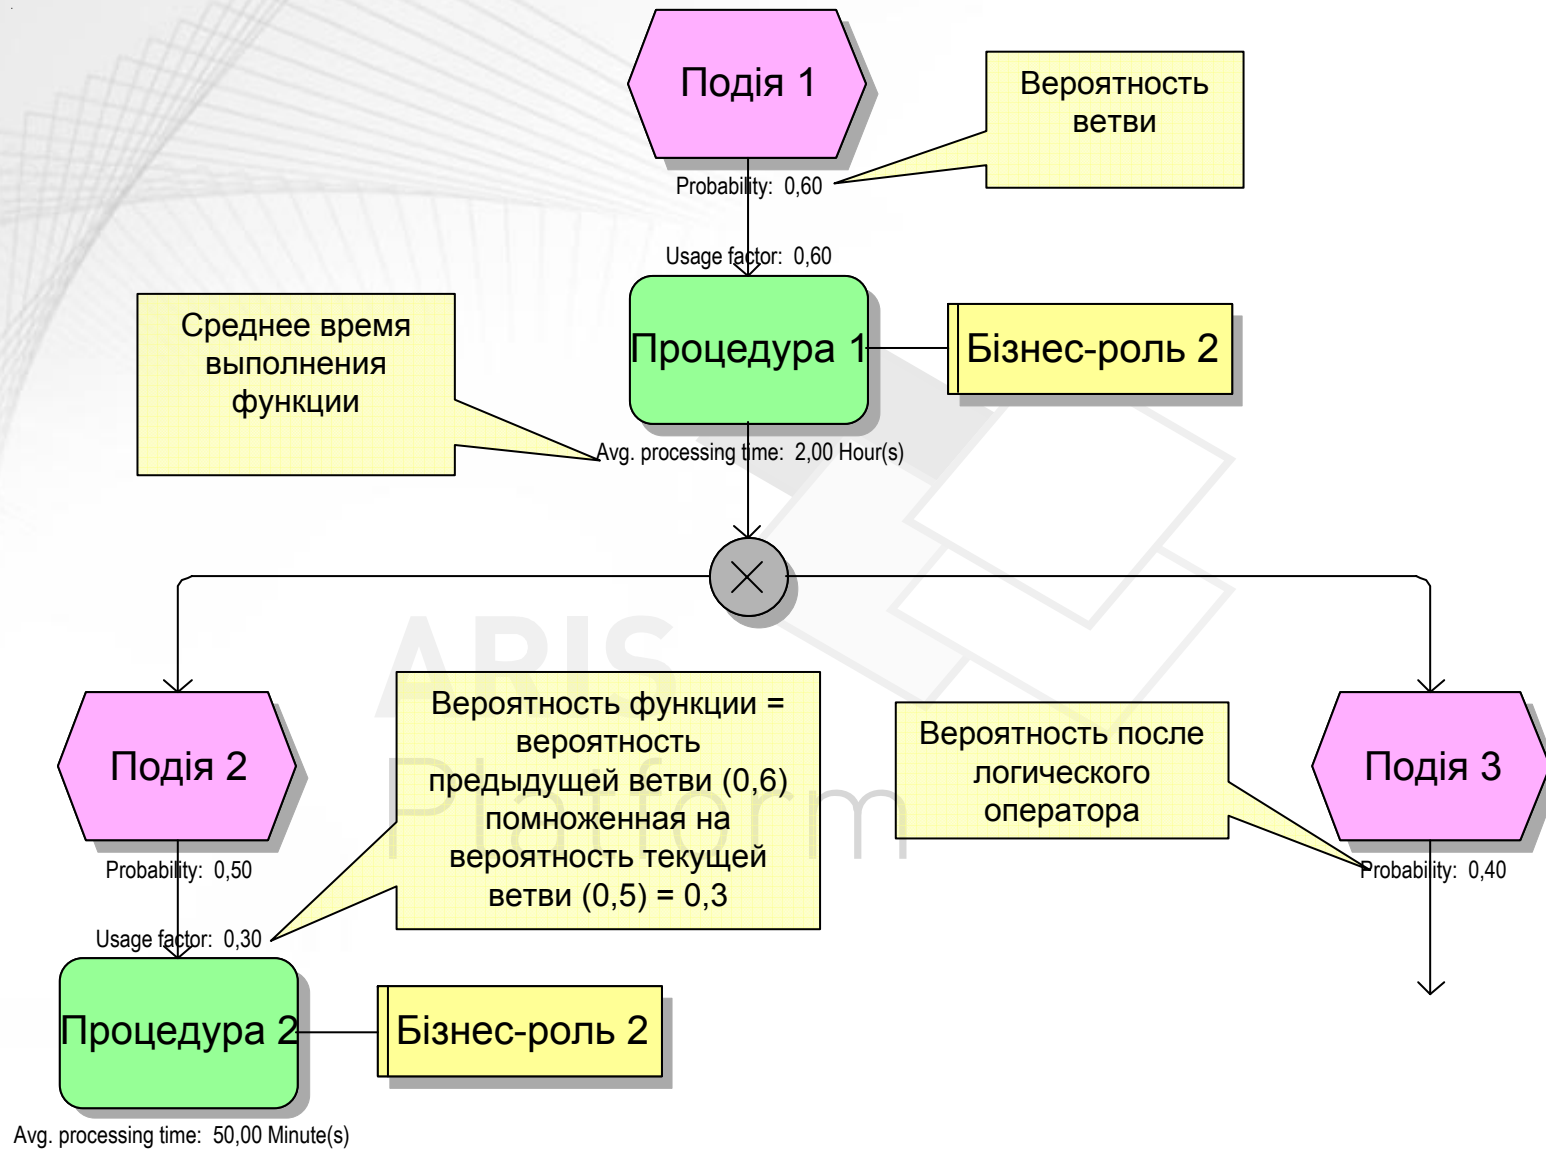 Подія 1
Вероятность
ветви
Probability: 0,60
Usage factor: 0,60
Среднее время
выполнения
функции
Процедура 1
Бізнес-роль 2
Avg. processing time: 2,00 Hour(s)
ARIS
Platform
Подія 2
Вероятность функции =
вероятность
предыдущей ветви (0,6)
помноженная на
вероятность текущей
ветви (0,5) = 0,3
Вероятность после
логического
оператора
Подія 3
Probability: 0,50
Probability: 0,40
Usage factor: 0,30
Процедура 2
Бізнес-роль 2
Avg. processing time: 50,00 Minute(s)